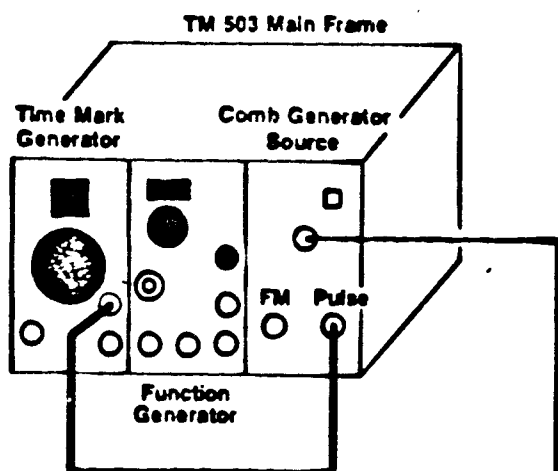 TM 503 Main Frame
Time Mark
Generator
Comb Generator
Source
FM Pulse
Function
Generator